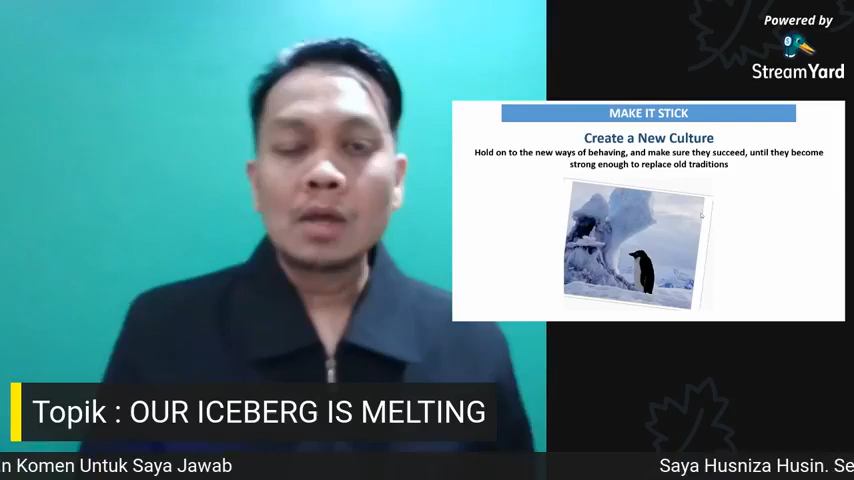 Powered by
StreamYard
MAKE IT STICK
Create a New Culture
Hold on to the new ways of behaving, and make sure they succeed, until they become
strong enough to replace old traditions
Topik : OUR ICEBERG IS MELTING
Komen Untuk Saya Jawab
Saya Husniza Husin.